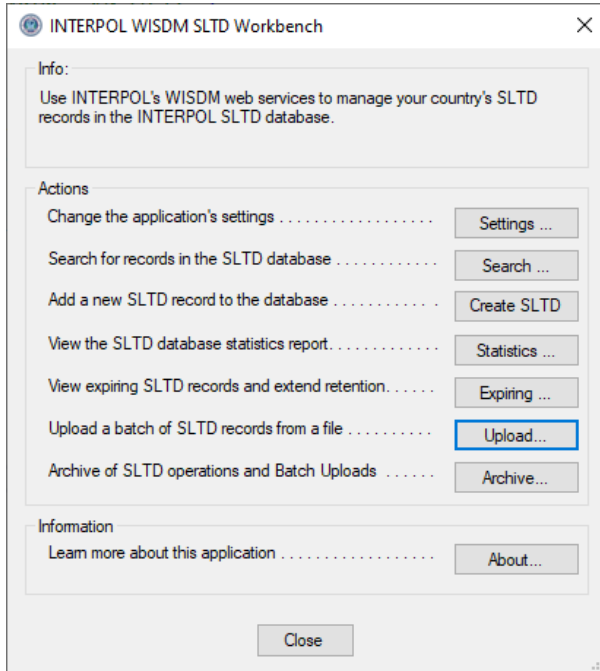 INTERPOL WISDM SLTD Workbench
Info:
Use INTERPOL's WISDM web services to manage your country's SLTD
records in the INTERPOL SLTD database.
Actions
Change the application's settings . . . . . . . . . . . . . . . . . . Settings ...
Search for records in the SLTD database . . . . . . . . . . . . Search ...
Add a new SLTD record to the database . . . . . . . . . . . . Create SLTD
View the SLTD database statistics report. . . . . . . . . . . . . Statistics ...
View expiring SLTD records and extend retention. . . . . . Expiring ...
Upload a batch of SLTD records from a file . . . . . . . . . . Upload...
Archive of SLTD operations and Batch Uploads . . . . . . Archive...
Information
Learn more about this application . . . . . . . . . . . . . . . . . . About...
Close